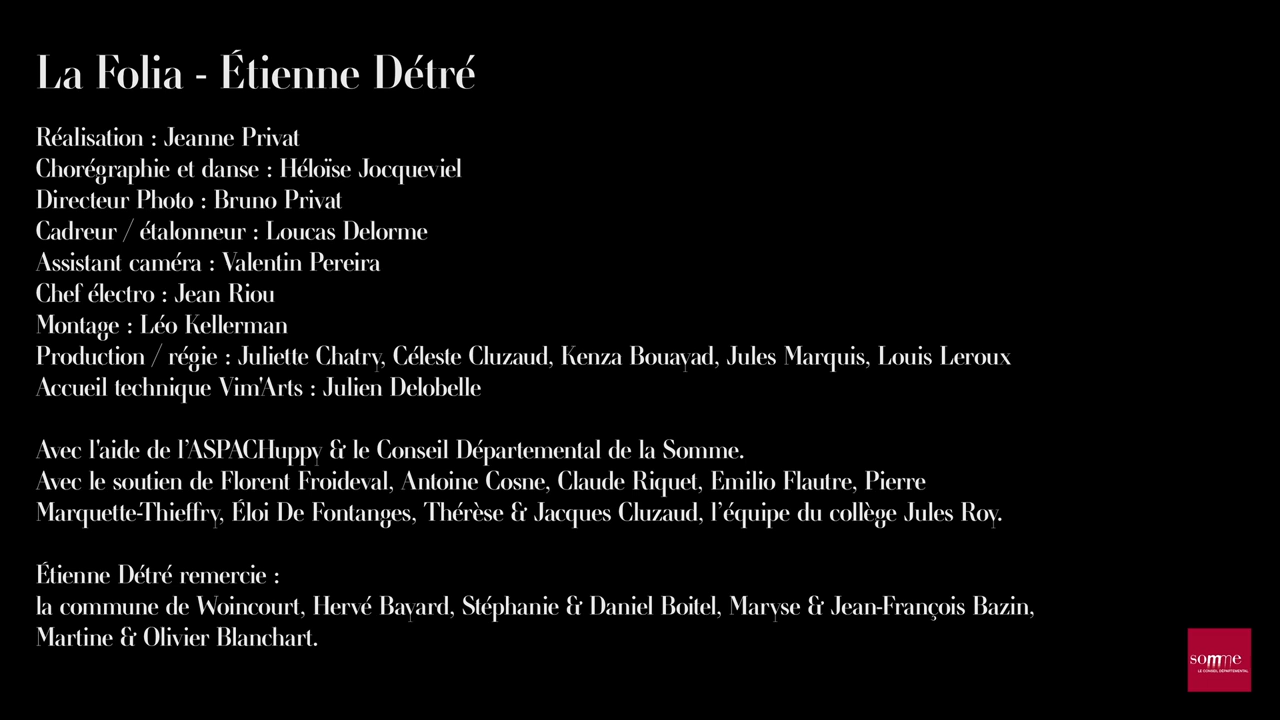 La Folia - Étienne Détré
Réalisation : Jeanne Privat
Chorégraphie et danse : Héloïse Jocqueviel
Directeur Photo : Bruno Privat
Cadreur / étalonneur : Loucas Delorme
Assistant caméra : Valentin Pereira
Chef électro : Jean Riou
Montage : Léo Kellerman
Production / régie : Juliette Chatry, Céleste Cluzaud, Kenza Bouayad, Jules Marquis, Louis Leroux
Accueil technique Vim'Arts : Julien Delobelle
Avec l'aide de l’ASPACHuppy & le Conseil Départemental de la Somme.
Avec le soutien de Florent Froideval, Antoine Cosne, Claude Riquet, Emilio Flautre, Pierre
Marquette-Thieffry, Éloi De Fontanges, Thérèse & Jacques Cluzaud, l’équipe du collège Jules Roy.
Étienne Détré remercie :
la commune de Woincourt, Hervé Bayard, Stéphanie & Daniel Boitel, Maryse & Jean-François Bazin,
Martine & Olivier Blanchart.
somme
LE CONSEIL DÉPARTEMENTAL